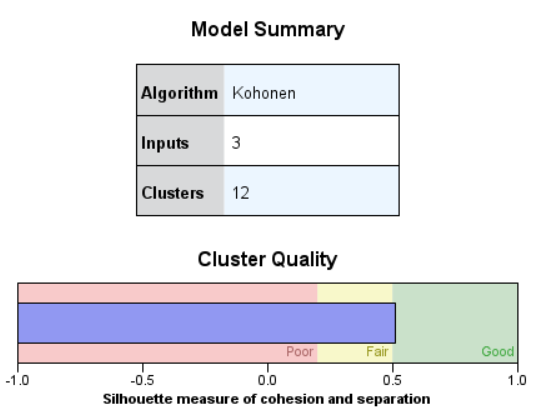 Model Summary
Algorithm Kohonen
Inputs 3
Clusters 12
Cluster Quality
Poor Fair Good
-1.0 -0.5 0.0 0.5 1.0
Silhouette measure of cohesion and separation